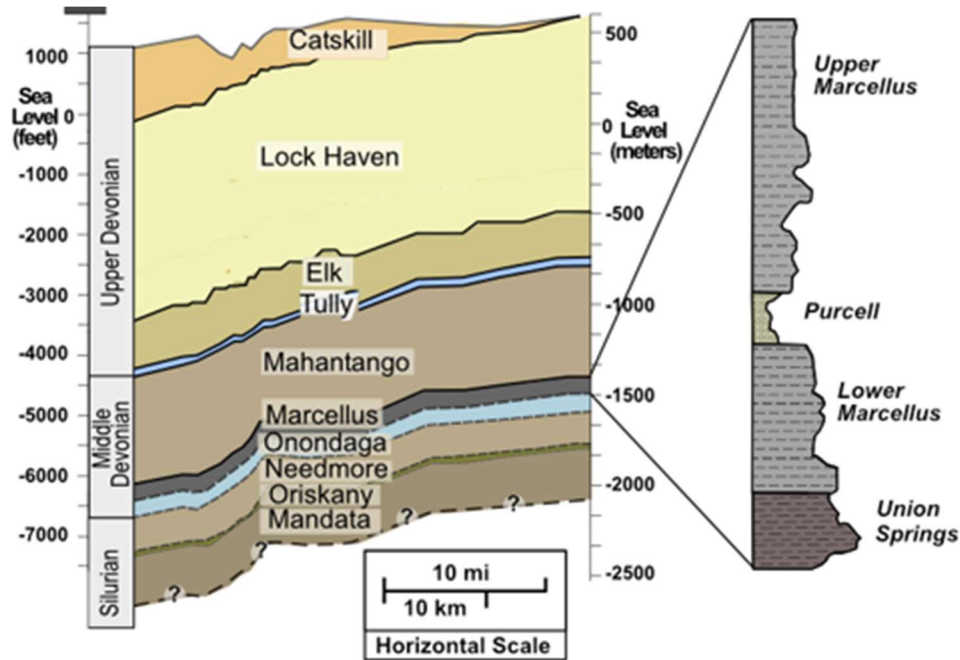 1000
Sea
Level 0
(feet)
-1000
-2000
-3000
-4000
-5000
-6000
-7000
Upper Devonian
Middle
Devonian
Silurian
Catskill
Lock Haven
Elk
Tully
Mahantango
Marcellus
Onondaga
Needmore
Oriskany
Mandata
?
?
?
?
500
0
Sea
Level
(meters)
-500
-1000
-1500
-2000
-2500
10 mi
10 km
Horizontal Scale
Upper
Marcellus
Purcell
Lower
Marcellus
Union
Springs